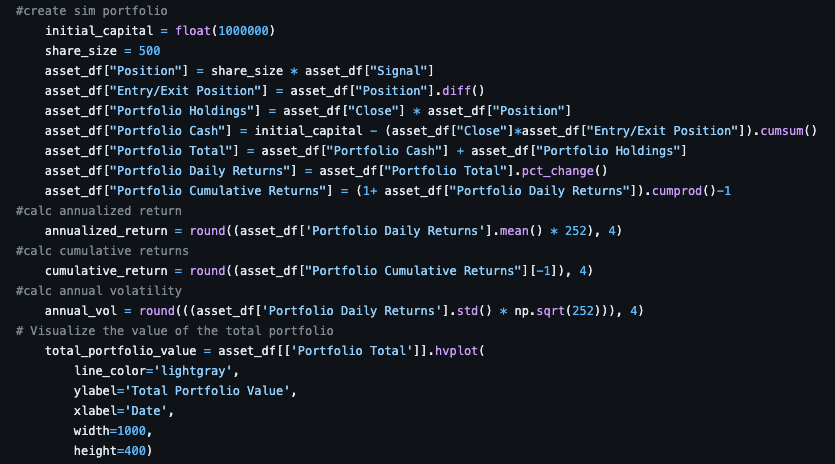 #create sim portfolio
    initial_capital = float(1000000)
    share_size = 500
    asset_df["Position"] = share_size * asset_df["Signal"]
    asset_df["Entry/Exit Position"] = asset_df["Position"].diff()
    asset_df["Portfolio Holdings"] = asset_df["Close"] * asset_df["Position"]
    asset_df["Portfolio Cash"] = initial_capital - (asset_df["Close"]*asset_df["Entry/Exit Position"]).cumsum()
    asset_df["Portfolio Total"] = asset_df["Portfolio Cash"] + asset_df["Portfolio Holdings"]
    asset_df["Portfolio Daily Returns"] = asset_df["Portfolio Total"].pct_change()
    asset_df["Portfolio Cumulative Returns"] = (1+ asset_df["Portfolio Daily Returns"]).cumprod()-1
#calc annualized return
    annualized_return = round((asset_df['Portfolio Daily Returns'].mean() * 252), 4)
#calc cumulative returns
    cumulative_return = round((asset_df["Portfolio Cumulative Returns"][-1]), 4)
#calc annual volatility
    annual_vol = round(((asset_df['Portfolio Daily Returns'].std() * np.sqrt(252))), 4)
# Visualize the value of the total portfolio
    total_portfolio_value = asset_df[['Portfolio Total']].hvplot(
        line_color='lightgray',
        ylabel='Total Portfolio Value',
        xlabel='Date',
        width=1000,
        height=400)